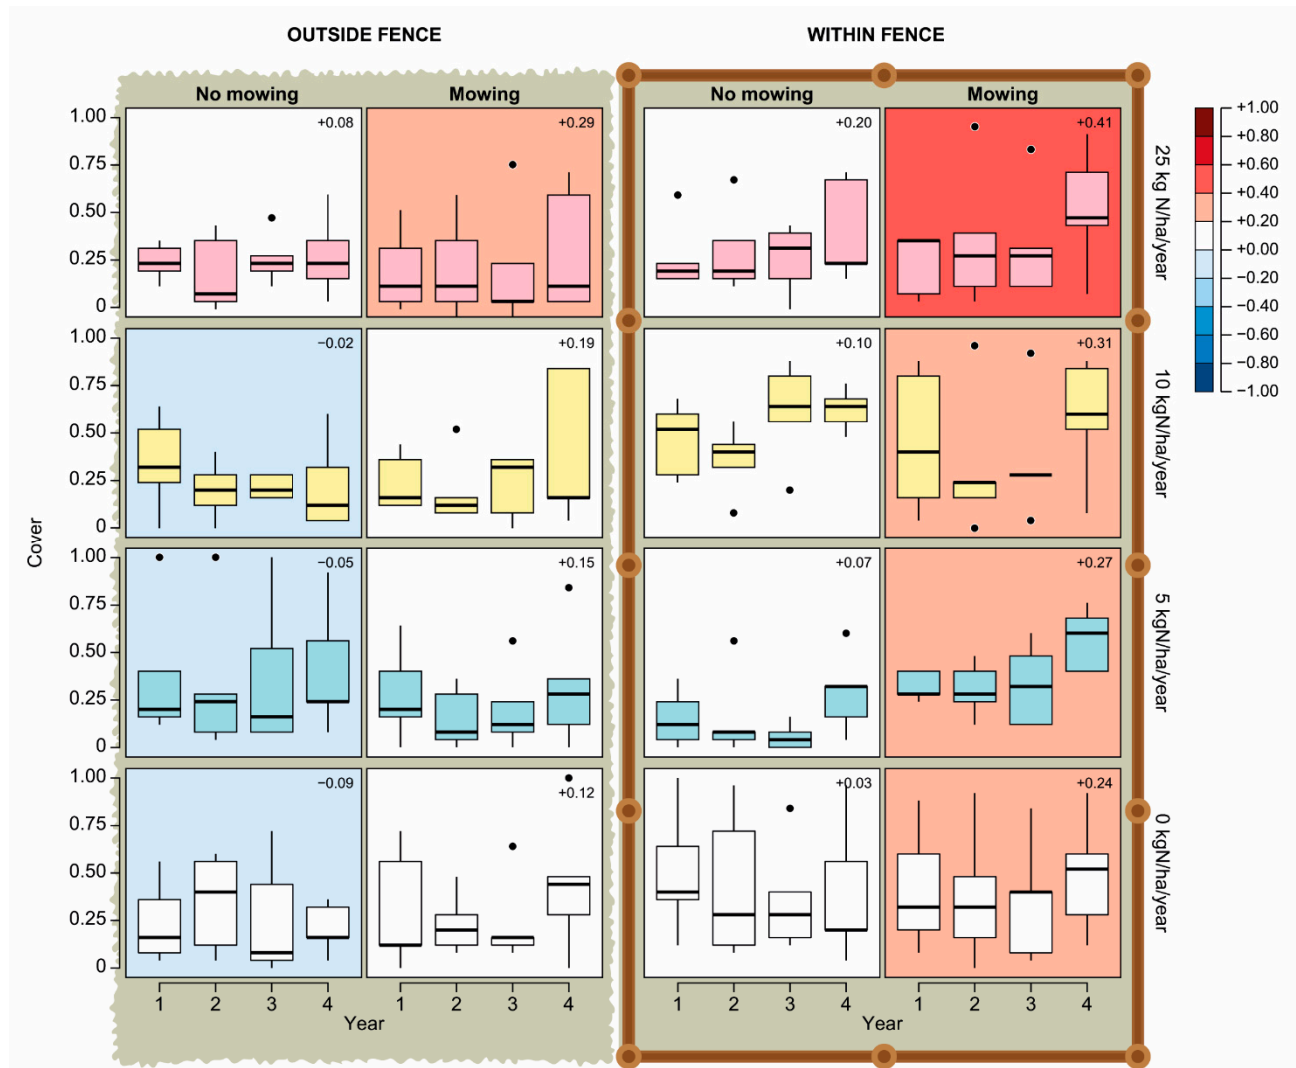 OUTSIDE FENCE WITHIN FENCE
No mowing Mowing No mowing Mowing
+0.08 +0.29 +0.20 +0.41
1.00
0.75
0.50
0.25
0
25 kg N/ha/year
+1.00
+0.80
+0.60
+0.40
+0.20
+0.00
−0.20
−0.40
−0.60
−0.80
−1.00
−0.02 +0.19 +0.10 +0.31
1.00
0.75
0.50
0.25
0
10 kgN/ha/year
Cover
−0.05 +0.15 +0.07 +0.27
1.00
0.75
0.50
0.25
0
5 kgN/ha/year
−0.09 +0.12 +0.03 +0.24
1.00
0.75
0.50
0.25
0
0 kgN/ha/year
1 2 3 4 1 2 3 4 1 2 3 4 1 2 3 4
Year Year